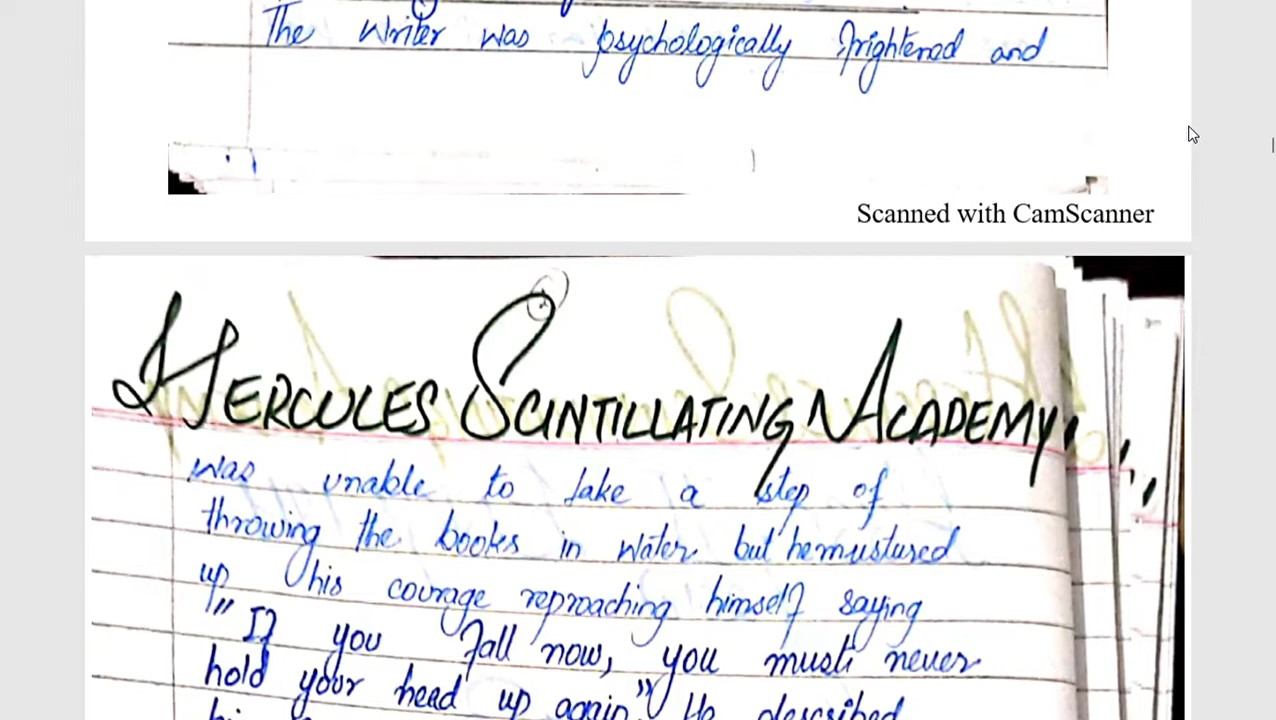 The writer was psychologically frightened and
Scanned with CamScanner
HERCULES SCINTILLATING ACADEMY
was unable to take a step of
throwing the books in water but he mustured
up his courage reproaching himself saying
"If you fall now, you must never
hold your head up again" He described